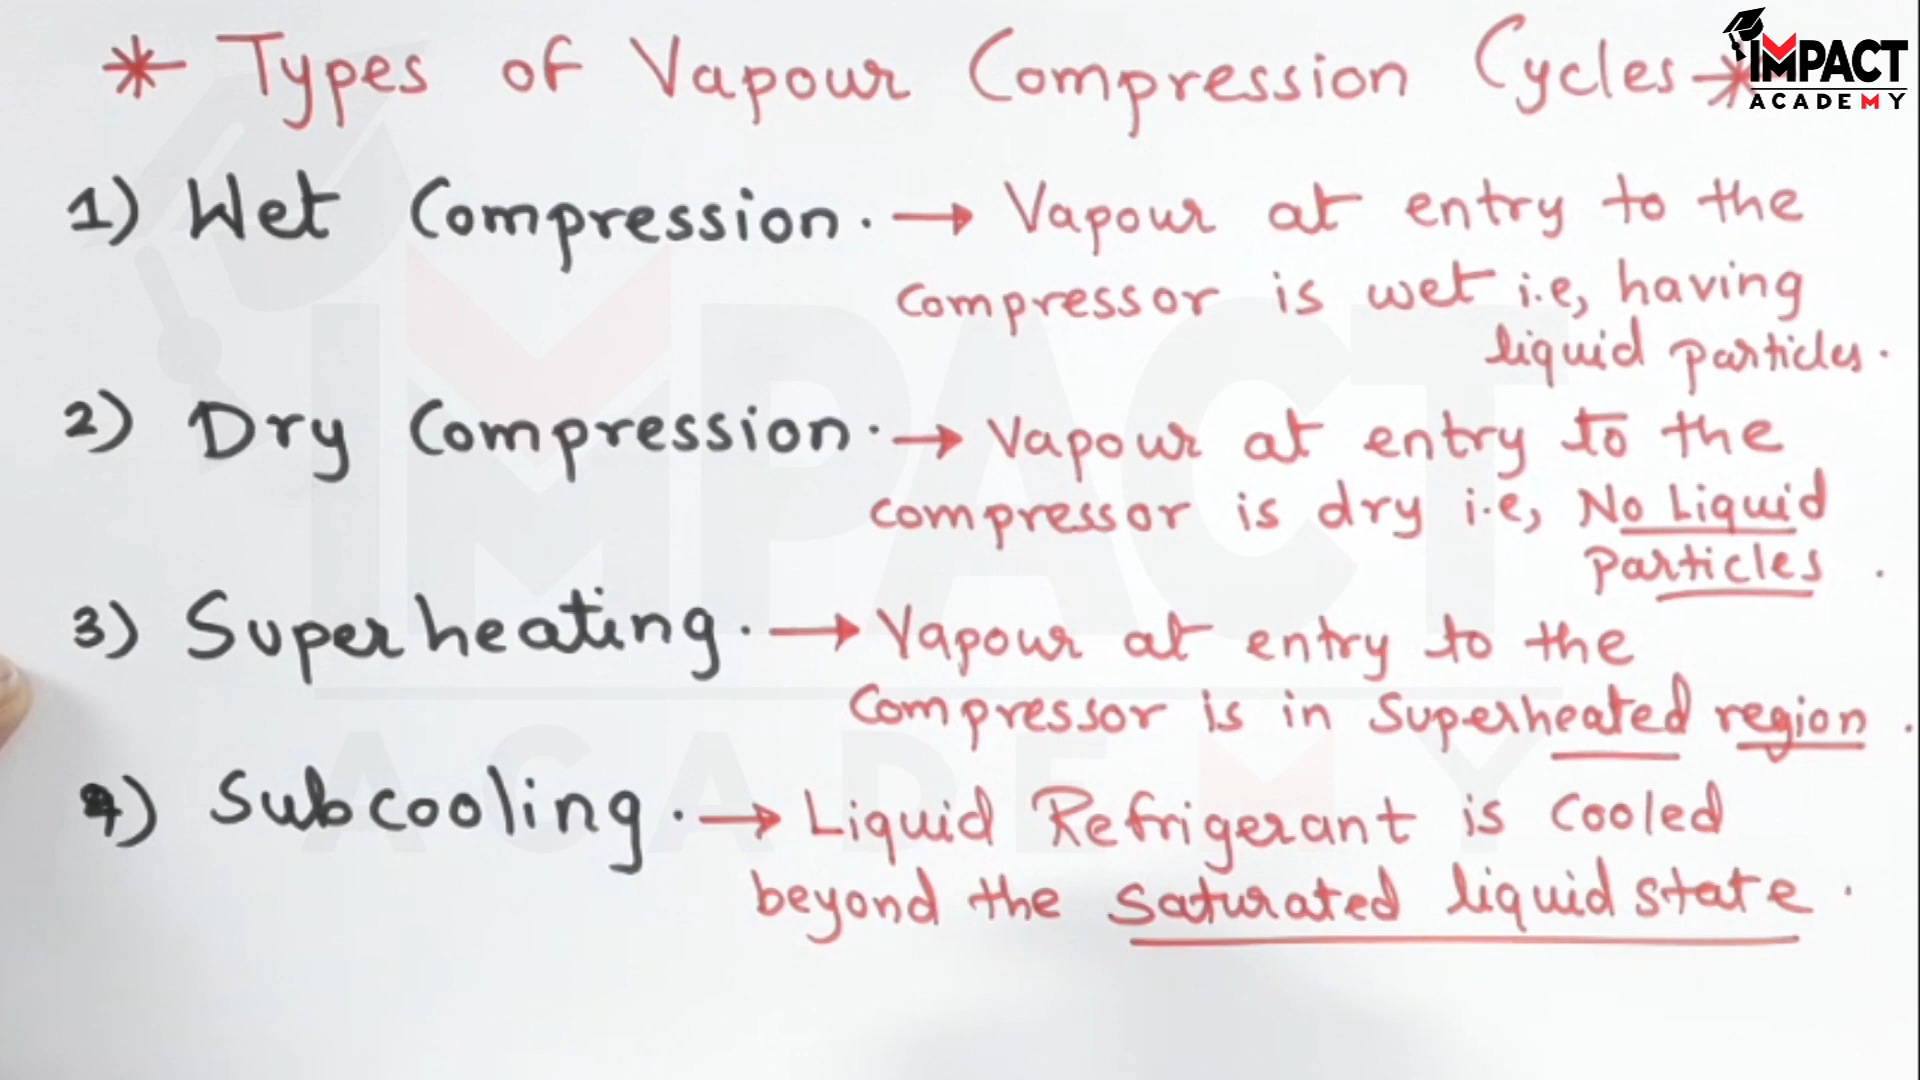 * Types of Vapour Compression Cycles *
IMPACT
ACADEMY
1) Wet Compression. → Vapour at entry to the
compressor is wet i.e, having
liquid particles.
2) Dry Compression. → Vapour at entry to the
compressor is dry i.e, No Liquid
particles.
3) Superheating. → Vapour at entry to the
Compressor is in Superheated region.
4) Subcooling. → Liquid Refrigerant is cooled
beyond the saturated liquid state.
IMPACT
ACADEMY